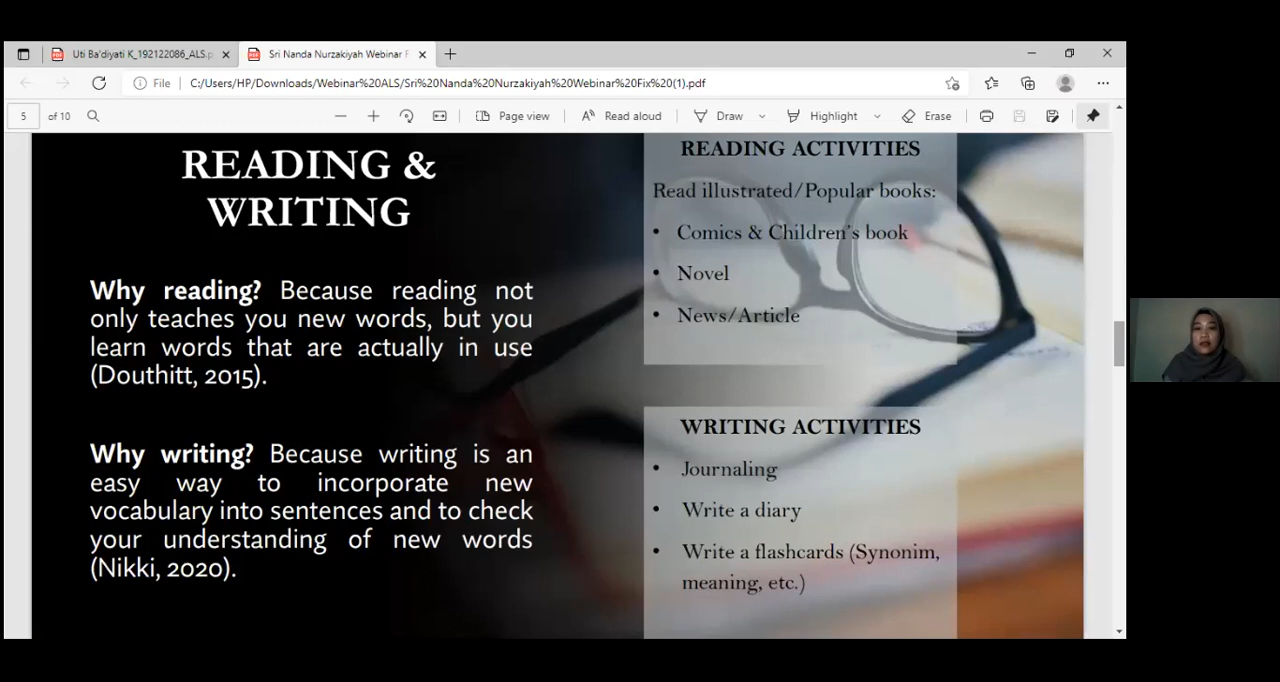 Uti Ba'diyati K_192122086_ALS.p
Sri Nanda Nurzakiyah Webinar F
File
C:/Users/HP/Downloads/Webinar%20ALS/Sri%20Nanda%20Nurzakiyah%20Webinar%20Fix%20(1).pdf
5 of 10
Page view
Read aloud
Draw
Highlight
Erase
READING &
WRITING
Why reading? Because reading not
only teaches you new words, but you
learn words that are actually in use
(Douthitt, 2015).
Why writing? Because writing is an
easy way to incorporate new
vocabulary into sentences and to check
your understanding of new words
(Nikki, 2020).
READING ACTIVITIES
Read illustrated/Popular books:
• Comics & Children's book
• Novel
• News/Article
WRITING ACTIVITIES
• Journaling
• Write a diary
• Write a flashcards (Synonim,
meaning, etc.)